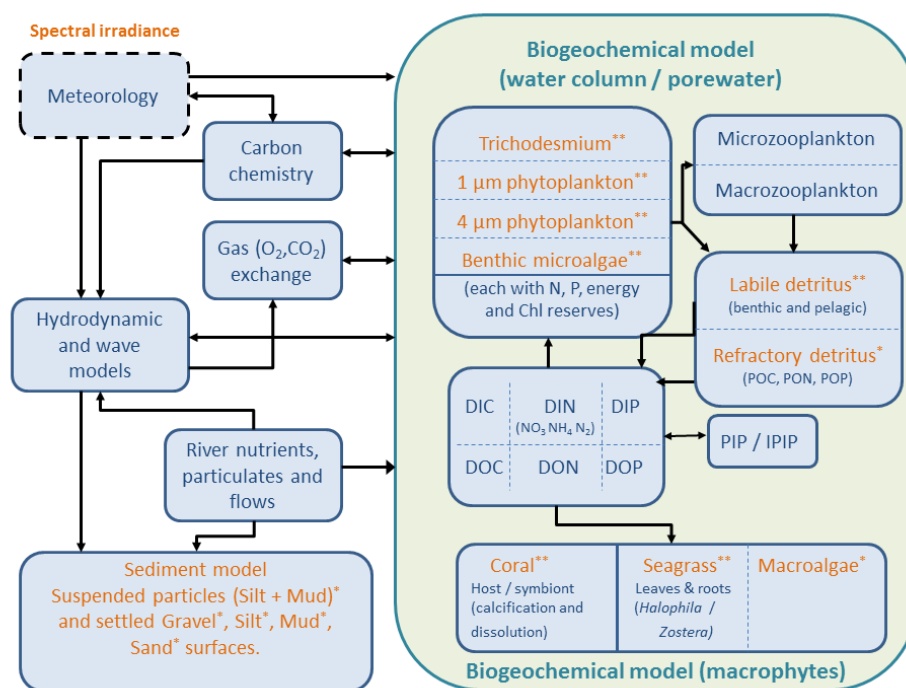 Spectral irradiance
Meteorology
Carbon
chemistry
Gas (O₂,CO₂)
exchange
Hydrodynamic
and wave
models
River nutrients,
particulates and
flows
Sediment model
Suspended particles (Silt + Mud)*
and settled Gravel*, Silt*, Mud*,
Sand* surfaces.
Biogeochemical model
(water column / porewater)
Trichodesmium**
1 µm phytoplankton**
4 µm phytoplankton**
Benthic microalgae**
(each with N, P, energy
and Chl reserves)
Microzooplankton
Macrozooplankton
Labile detritus**
(benthic and pelagic)
Refractory detritus*
(POC, PON, POP)
DIC DIN DIP
(NO₃ NH₄ N₂)
DOC DON DOP
PIP / IPIP
Coral**
Host / symbiont
(calcification and
dissolution)
Seagrass**
Leaves & roots
(Halophila /
Zostera)
Macroalgae*
Biogeochemical model (macrophytes)